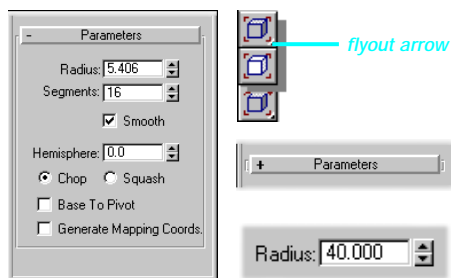 - Parameters
Radius: 5.406
Segments: 16
Smooth
Hemisphere: 0.0
Chop Squash
Base To Pivot
Generate Mapping Coords.
flyout arrow
+ Parameters
Radius: 40.000